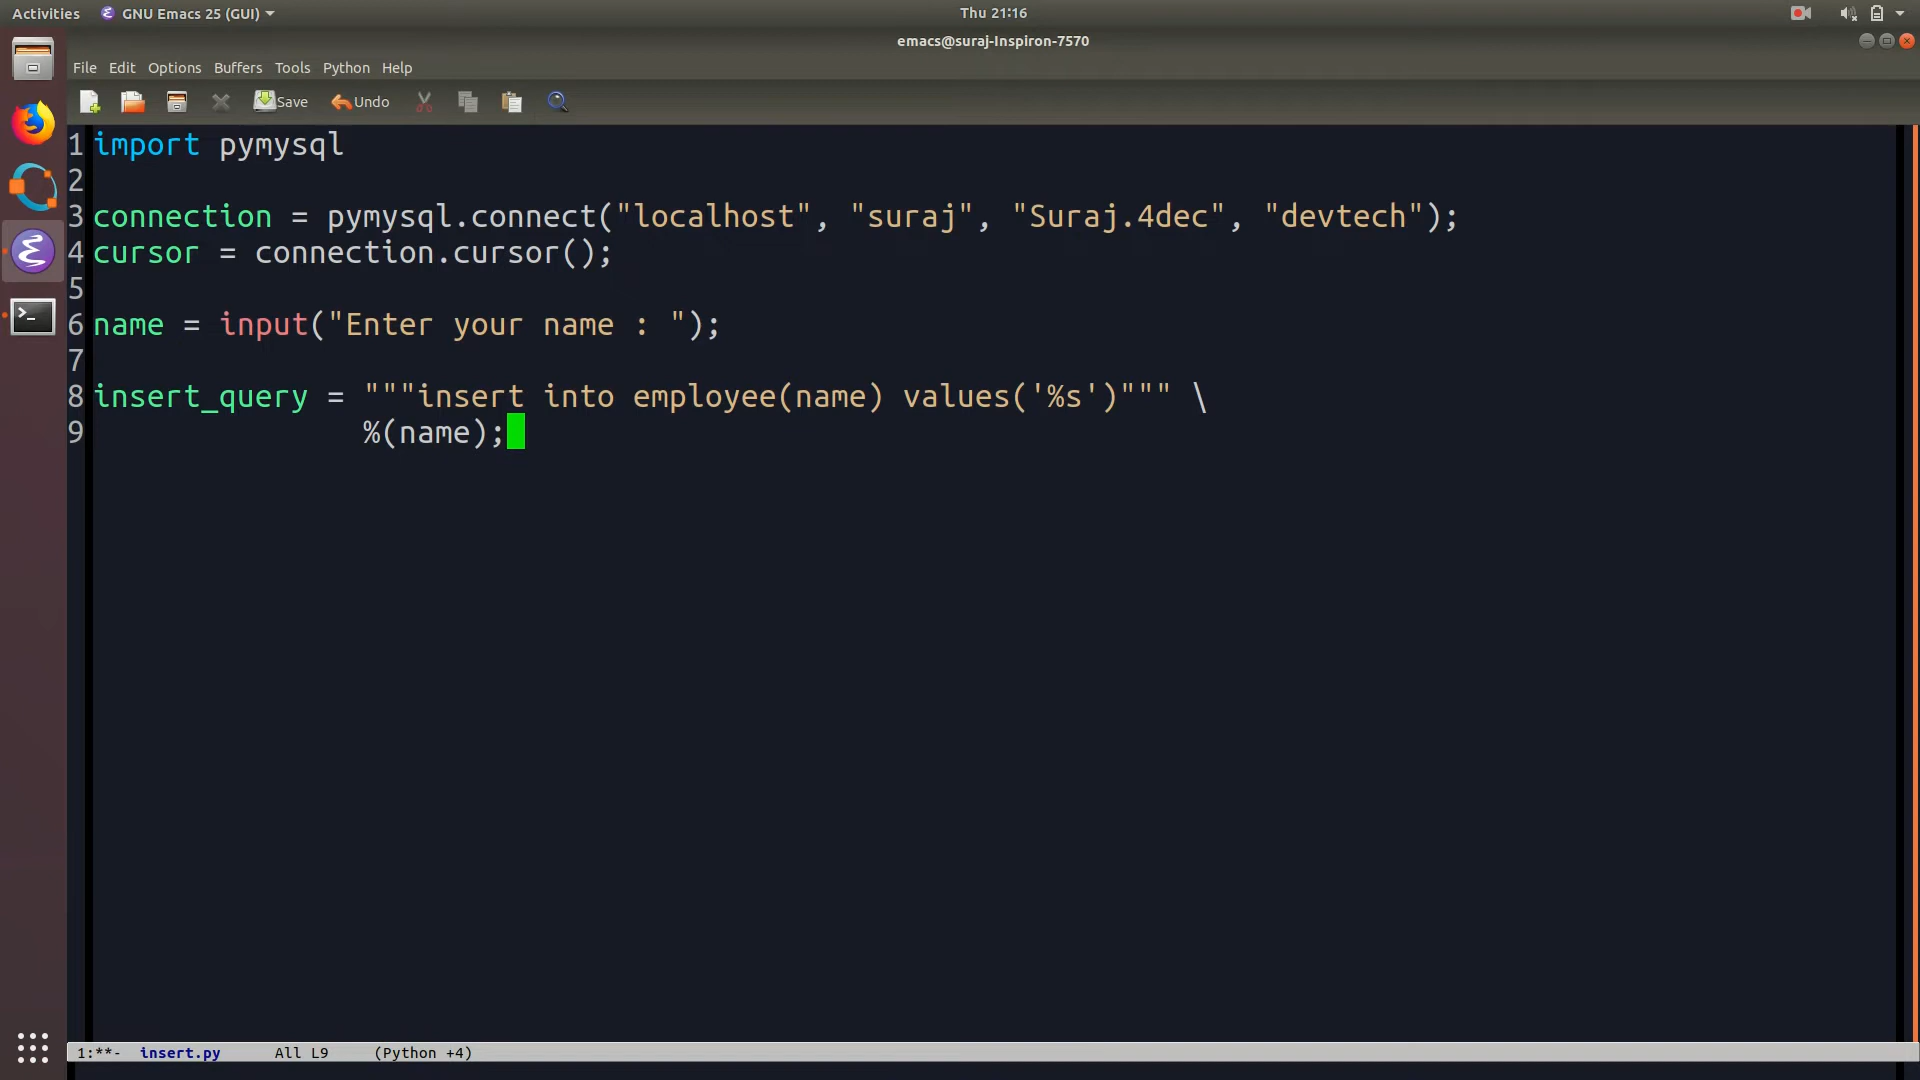 Activities GNU Emacs 25 (GUI) Thu 21:16
emacs@suraj-Inspiron-7570
File Edit Options Buffers Tools Python Help
Save Undo
1 import pymysql
2
3 connection = pymysql.connect("localhost", "suraj", "Suraj.4dec", "devtech");
4 cursor = connection.cursor();
5
6 name = input("Enter your name : ");
7
8 insert_query = """insert into employee(name) values('%s')""" \
9 %(name);
1:**- insert.py All L9 (Python +4)